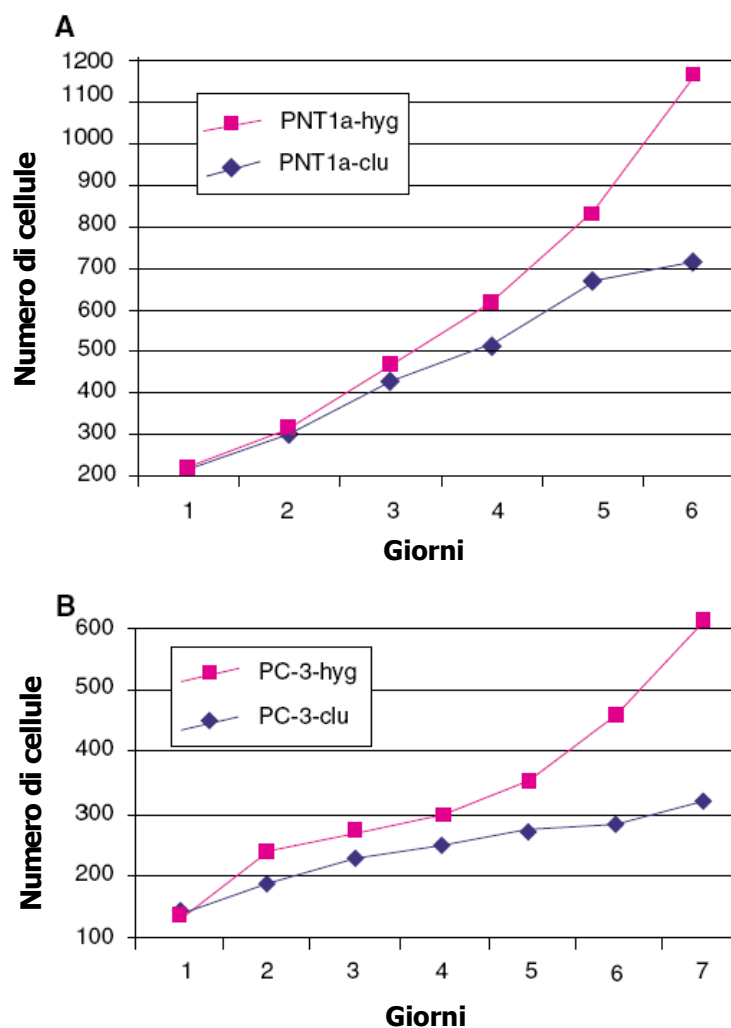 A
1200
1100
1000
900
800
700
600
500
400
300
200
Numero di cellule
PNT1a-hyg
PNT1a-clu
1 2 3 4 5 6
Giorni
B
600
500
400
300
200
100
Numero di cellule
PC-3-hyg
PC-3-clu
1 2 3 4 5 6 7
Giorni